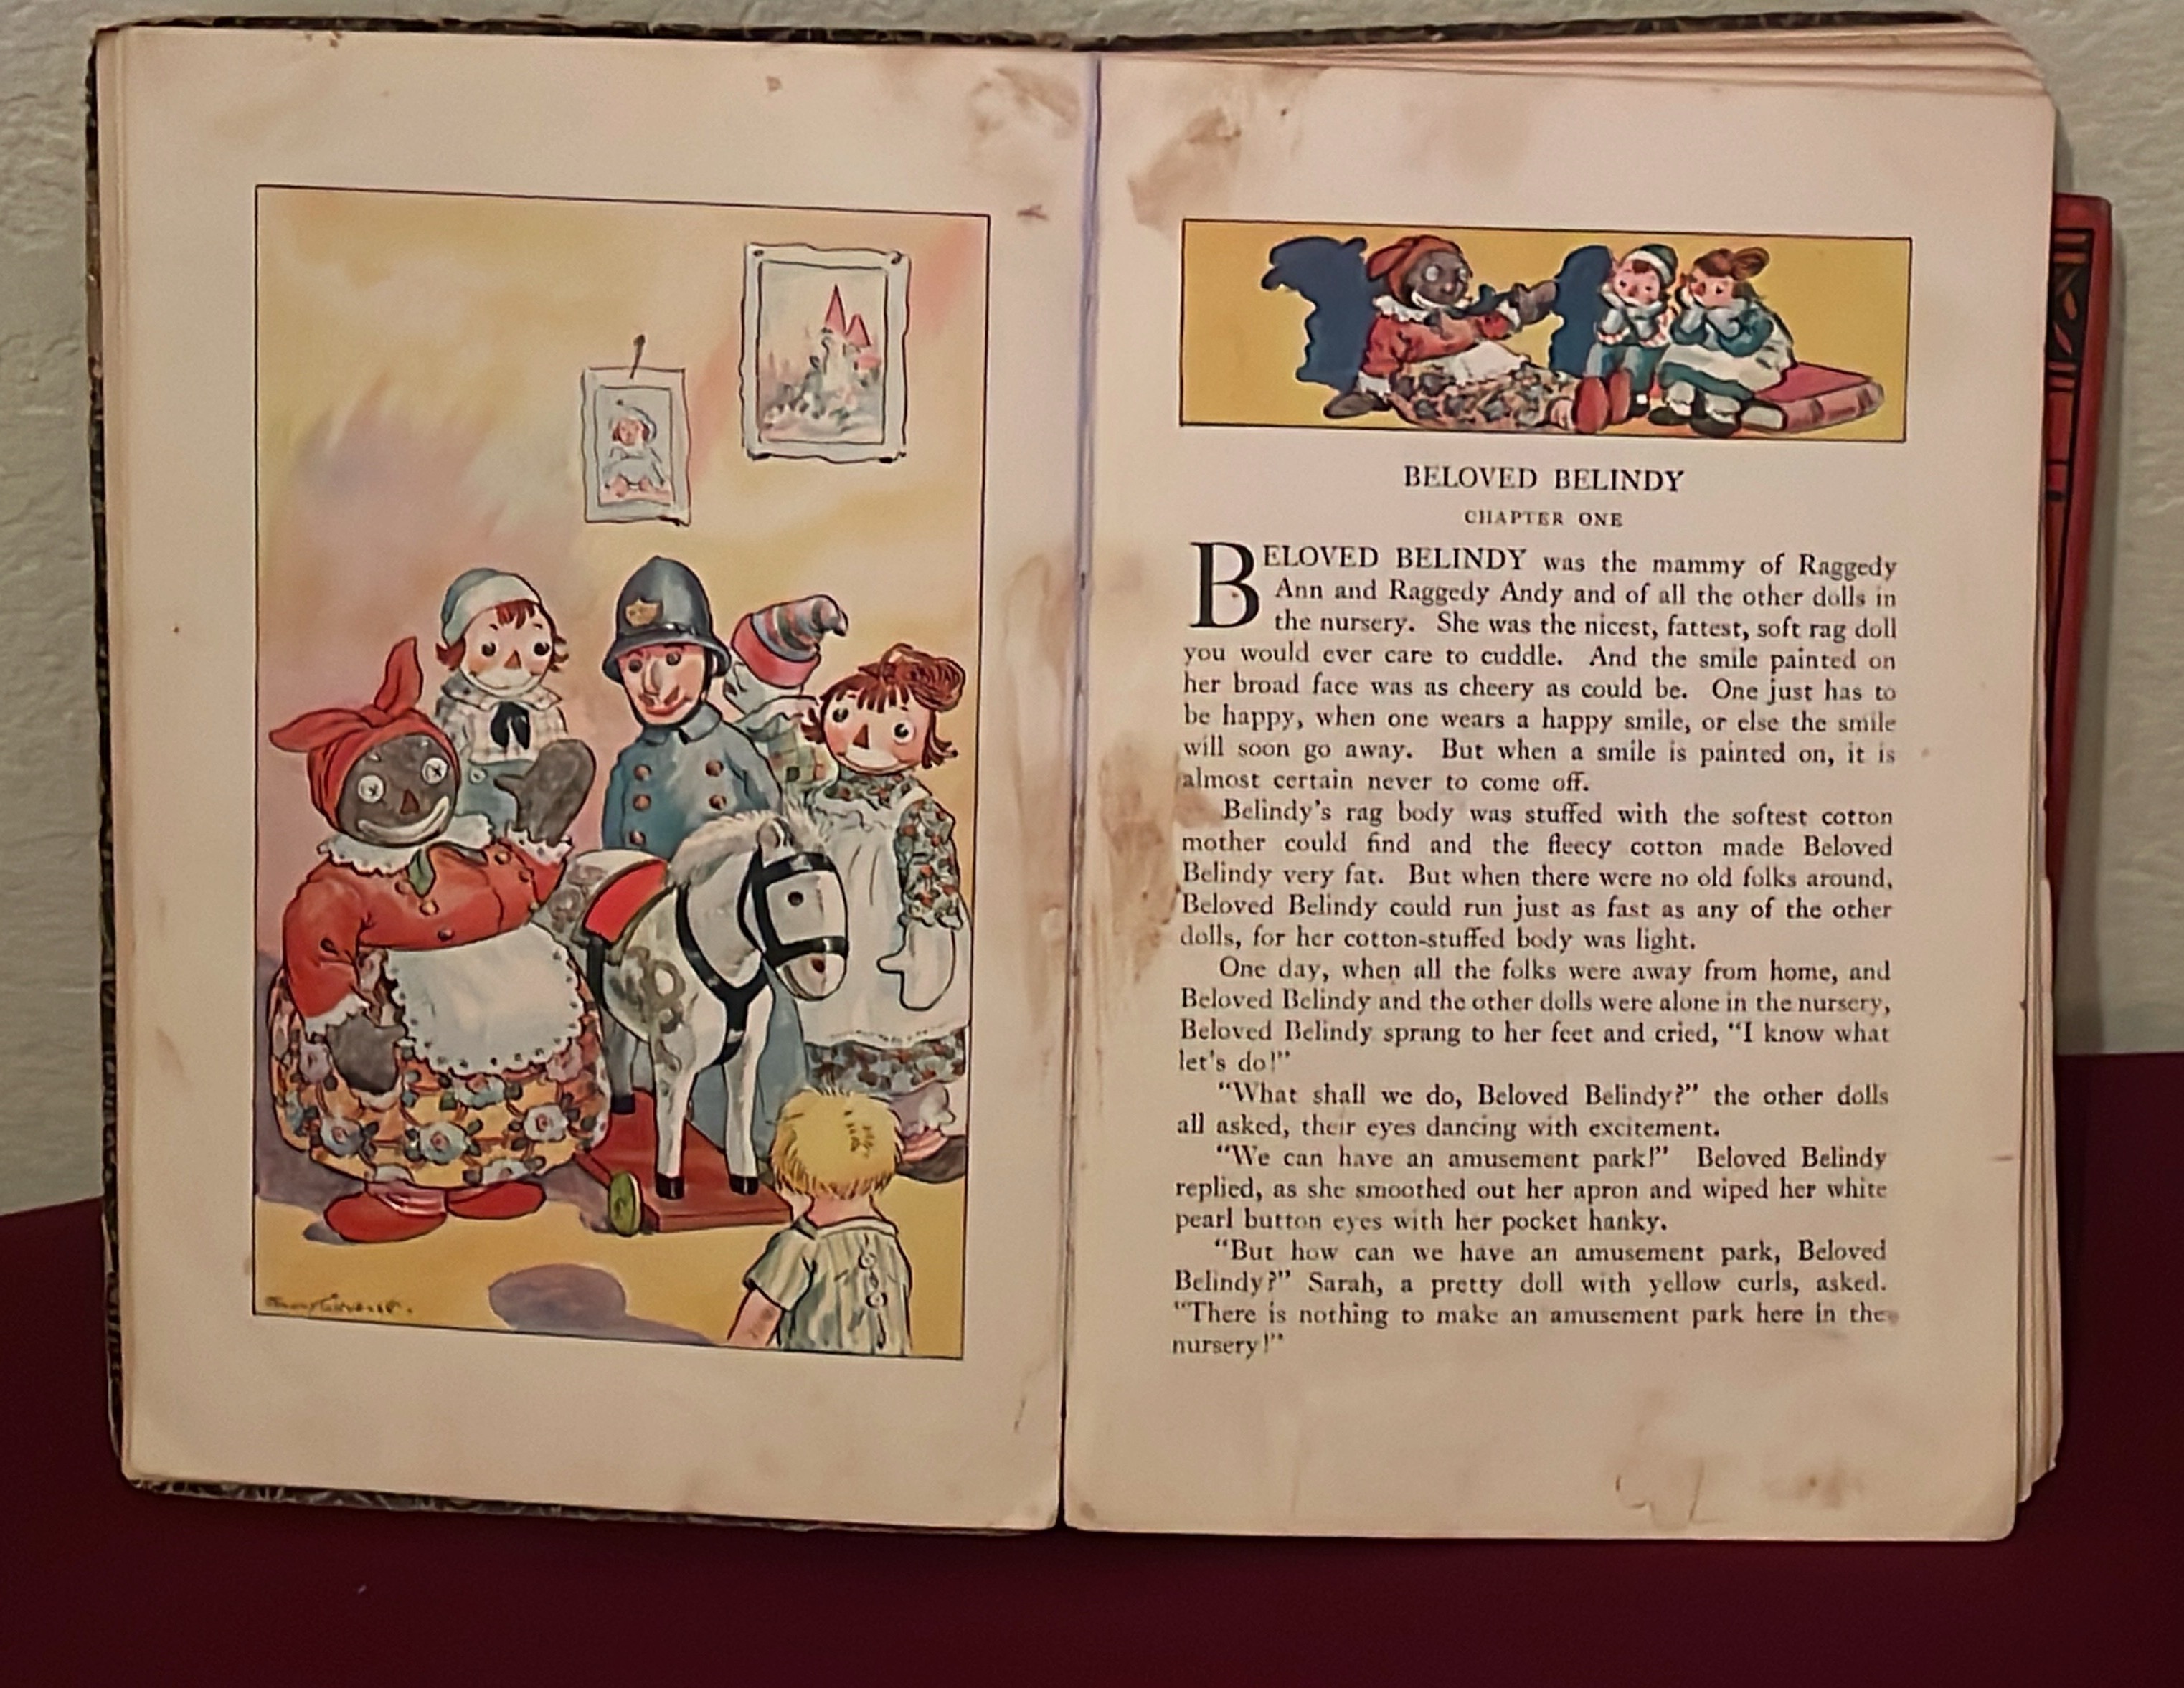 BELOVED BELINDY
CHAPTER ONE
BELOVED BELINDY was the mammy of Raggedy
Ann and Raggedy Andy and of all the other dolls in
the nursery. She was the nicest, fattest, soft rag doll
you would ever care to cuddle. And the smile painted on
her broad face was as cheery as could be. One just has to
be happy, when one wears a happy smile, or else the smile
will soon go away. But when a smile is painted on, it is
almost certain never to come off.
Belindy's rag body was stuffed with the softest cotton
mother could find and the fleecy cotton made Beloved
Belindy very fat. But when there were no old folks around,
Beloved Belindy could run just as fast as any of the other
dolls, for her cotton-stuffed body was light.
One day, when all the folks were away from home, and
Beloved Belindy and the other dolls were alone in the nursery,
Beloved Belindy sprang to her feet and cried, "I know what
let's do!"
"What shall we do, Beloved Belindy?" the other dolls
all asked, their eyes dancing with excitement.
"We can have an amusement park!" Beloved Belindy
replied, as she smoothed out her apron and wiped her white
pearl button eyes with her pocket hanky.
"But how can we have an amusement park, Beloved
Belindy?" Sarah, a pretty doll with yellow curls, asked.
"There is nothing to make an amusement park here in the
nursery!"